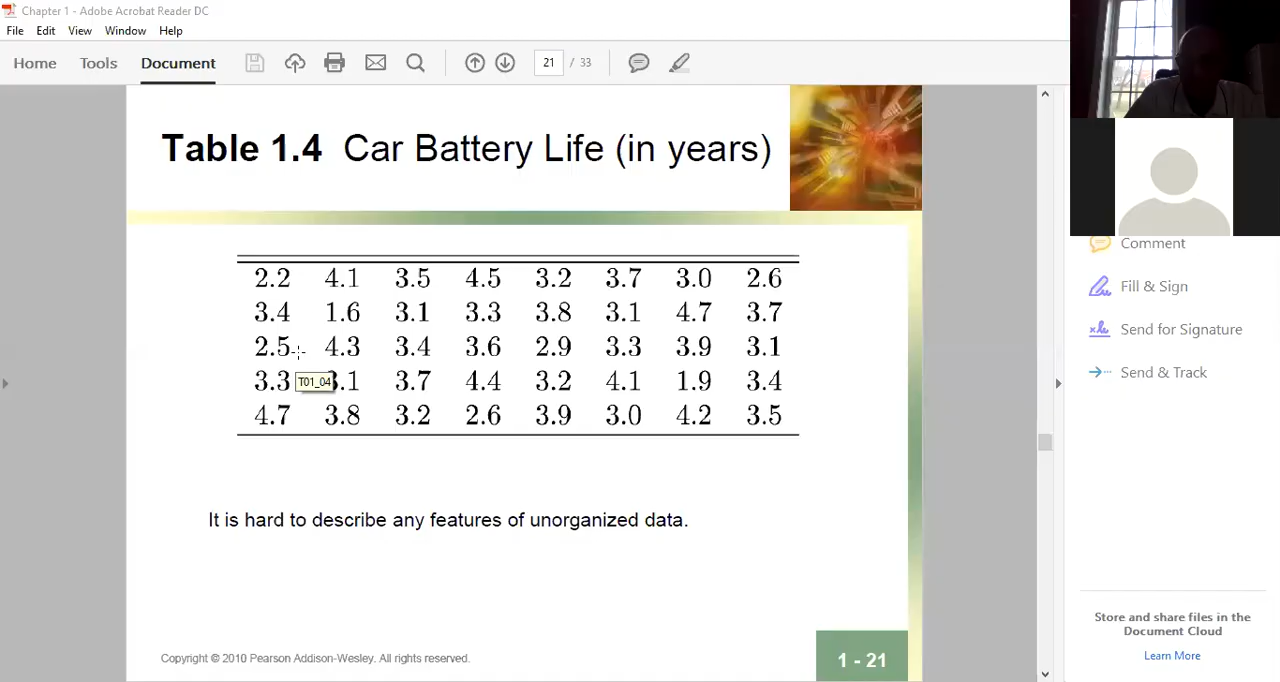 Chapter 1 - Adobe Acrobat Reader DC
File Edit View Window Help
Home Tools Document 21 / 33
Table 1.4 Car Battery Life (in years)
2.2 4.1 3.5 4.5 3.2 3.7 3.0 2.6
3.4 1.6 3.1 3.3 3.8 3.1 4.7 3.7
2.5 4.3 3.4 3.6 2.9 3.3 3.9 3.1
3.3 T01_04 .1 3.7 4.4 3.2 4.1 1.9 3.4
4.7 3.8 3.2 2.6 3.9 3.0 4.2 3.5
It is hard to describe any features of unorganized data.
Copyright © 2010 Pearson Addison-Wesley. All rights reserved.
1 - 21
Comment
Fill & Sign
Send for Signature
Send & Track
Store and share files in the
Document Cloud
Learn More